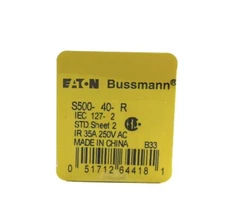 EATON Bussmann®
S500- 40- R
IEC 127- 2
STD Sheet 2
IR 35A 250V AC
MADE IN CHINA B33
0 51712 64418 1